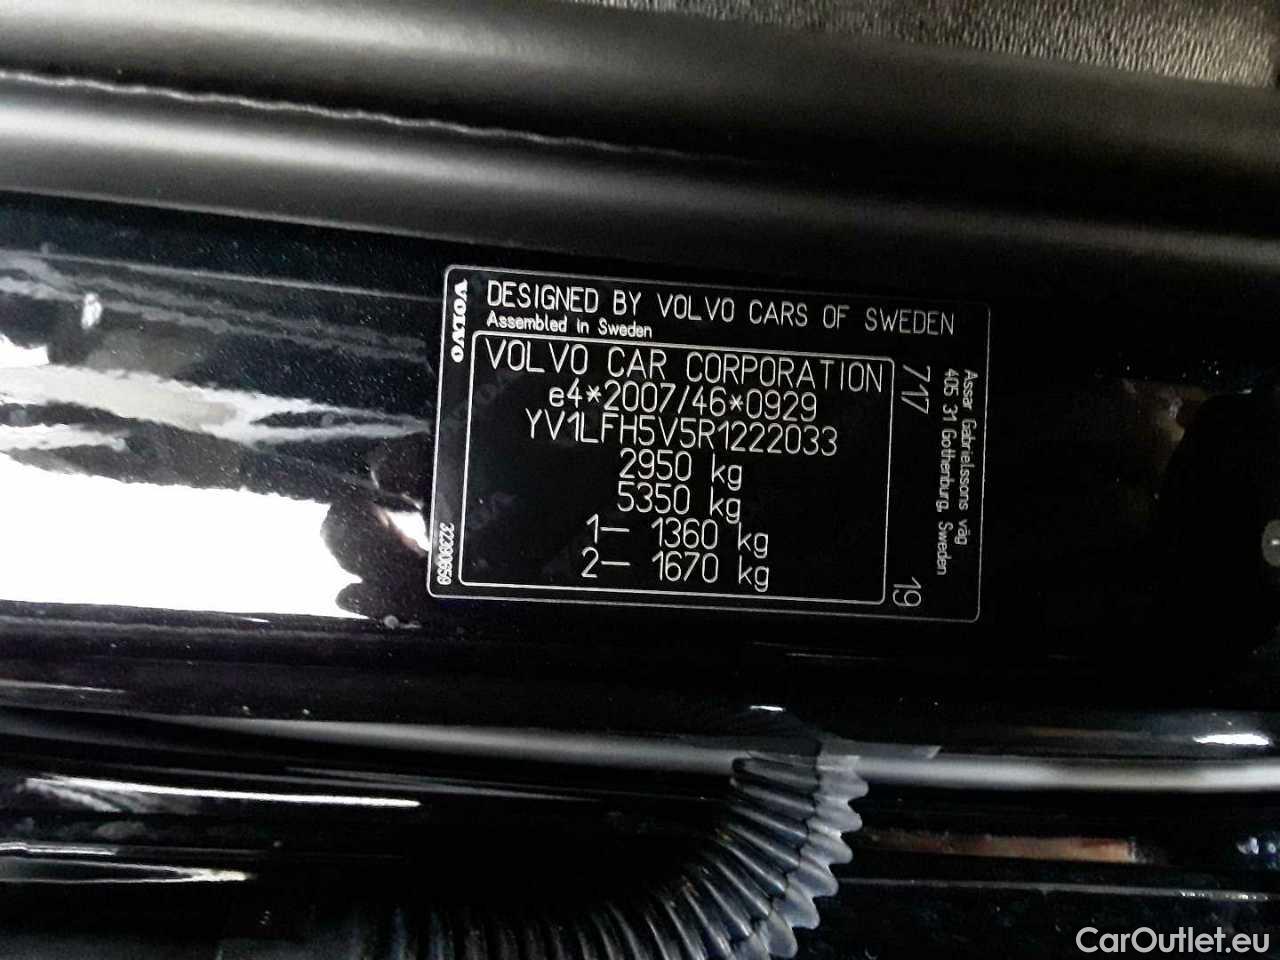 VOLVO
DESIGNED BY VOLVO CARS OF SWEDEN
Assembled in Sweden
VOLVO CAR CORPORATION
e4*2007/46*0929
YV1LFH5V5R1222033
2950 kg
5350 kg
1— 1360 kg
2— 1670 kg
717
19
Assar Gabrielssons väg
405 31 Gothenburg, Sweden
32390659
CarOutlet.eu